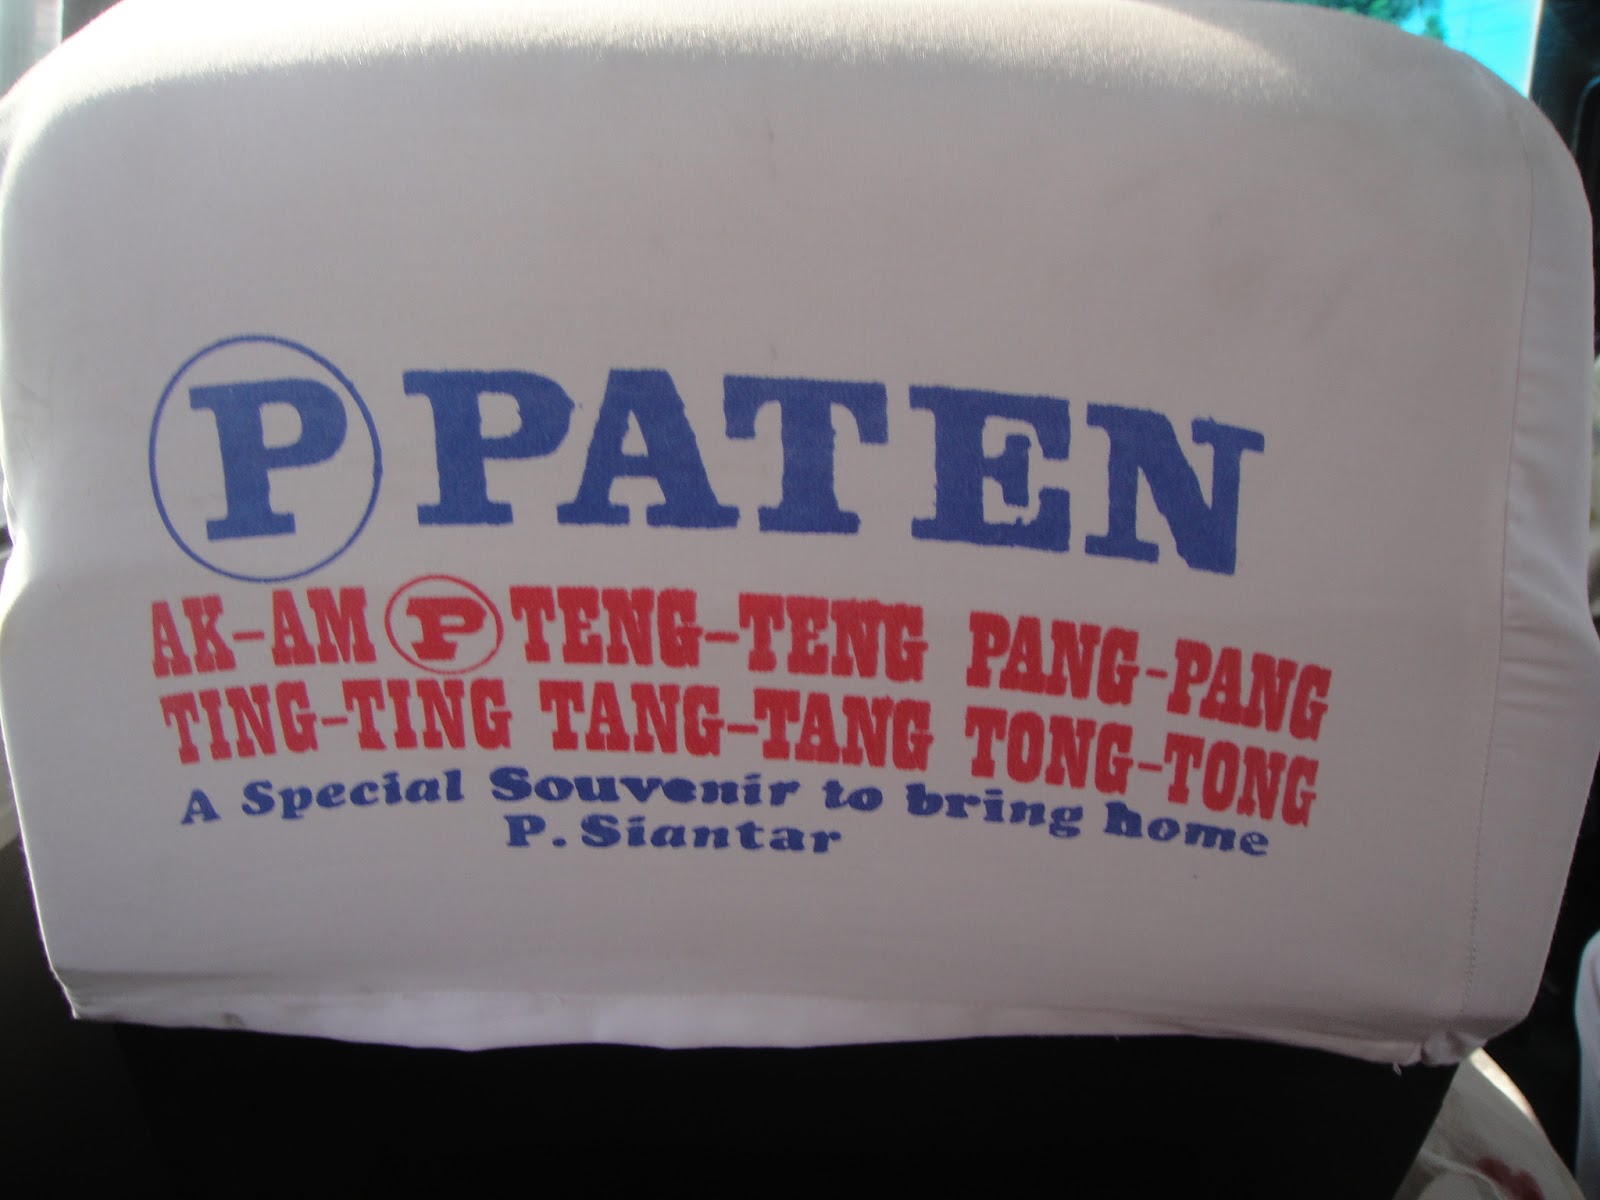 P PATEN
AK-AM P TENG-TENG PANG-PANG
TING-TING TANG-TANG TONG-TONG
A Special Souvenir to bring home
P. Siantar